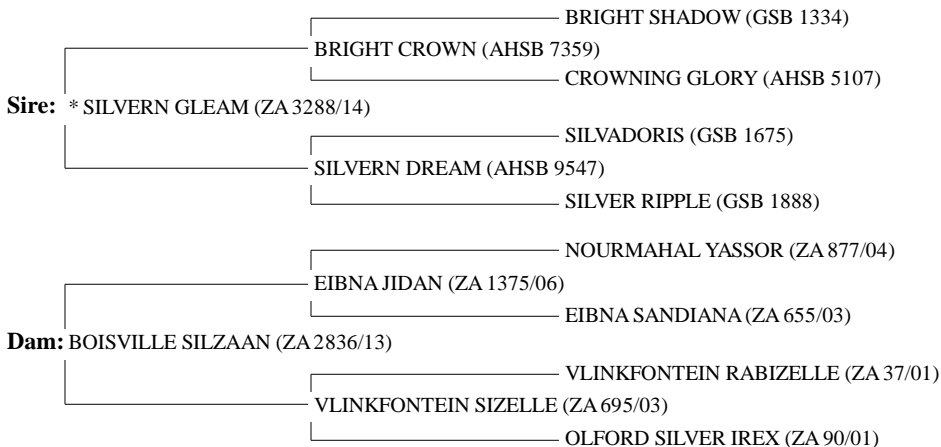 BRIGHT SHADOW (GSB 1334)
BRIGHT CROWN (AHSB 7359)
CROWNING GLORY (AHSB 5107)
Sire: * SILVERN GLEAM (ZA 3288/14)
SILVADORIS (GSB 1675)
SILVERN DREAM (AHSB 9547)
SILVER RIPPLE (GSB 1888)
NOURMAHAL YASSOR (ZA 877/04)
EIBNA JIDAN (ZA 1375/06)
EIBNA SANDIANA (ZA 655/03)
Dam: BOISVILLE SILZAAN (ZA 2836/13)
VLINKFONTEIN RABIZELLE (ZA 37/01)
VLINKFONTEIN SIZELLE (ZA 695/03)
OLFORD SILVER IREX (ZA 90/01)